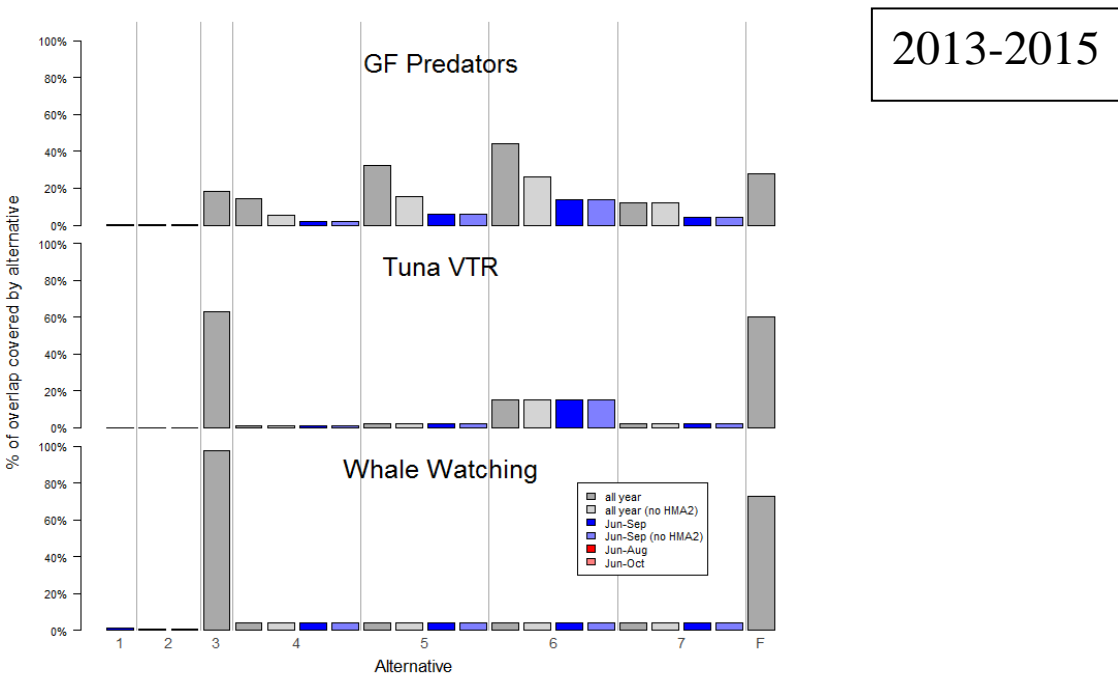 2013-2015
% of overlap covered by alternative
GF Predators
100%
80%
60%
40%
20%
0%
Tuna VTR
100%
80%
60%
40%
20%
0%
Whale Watching
100%
80%
60%
40%
20%
0%
all year
all year (no HMA2)
Jun-Sep
Jun-Sep (no HMA2)
Jun-Aug
Jun-Oct
1 2 3 4 5 6 7 F
Alternative